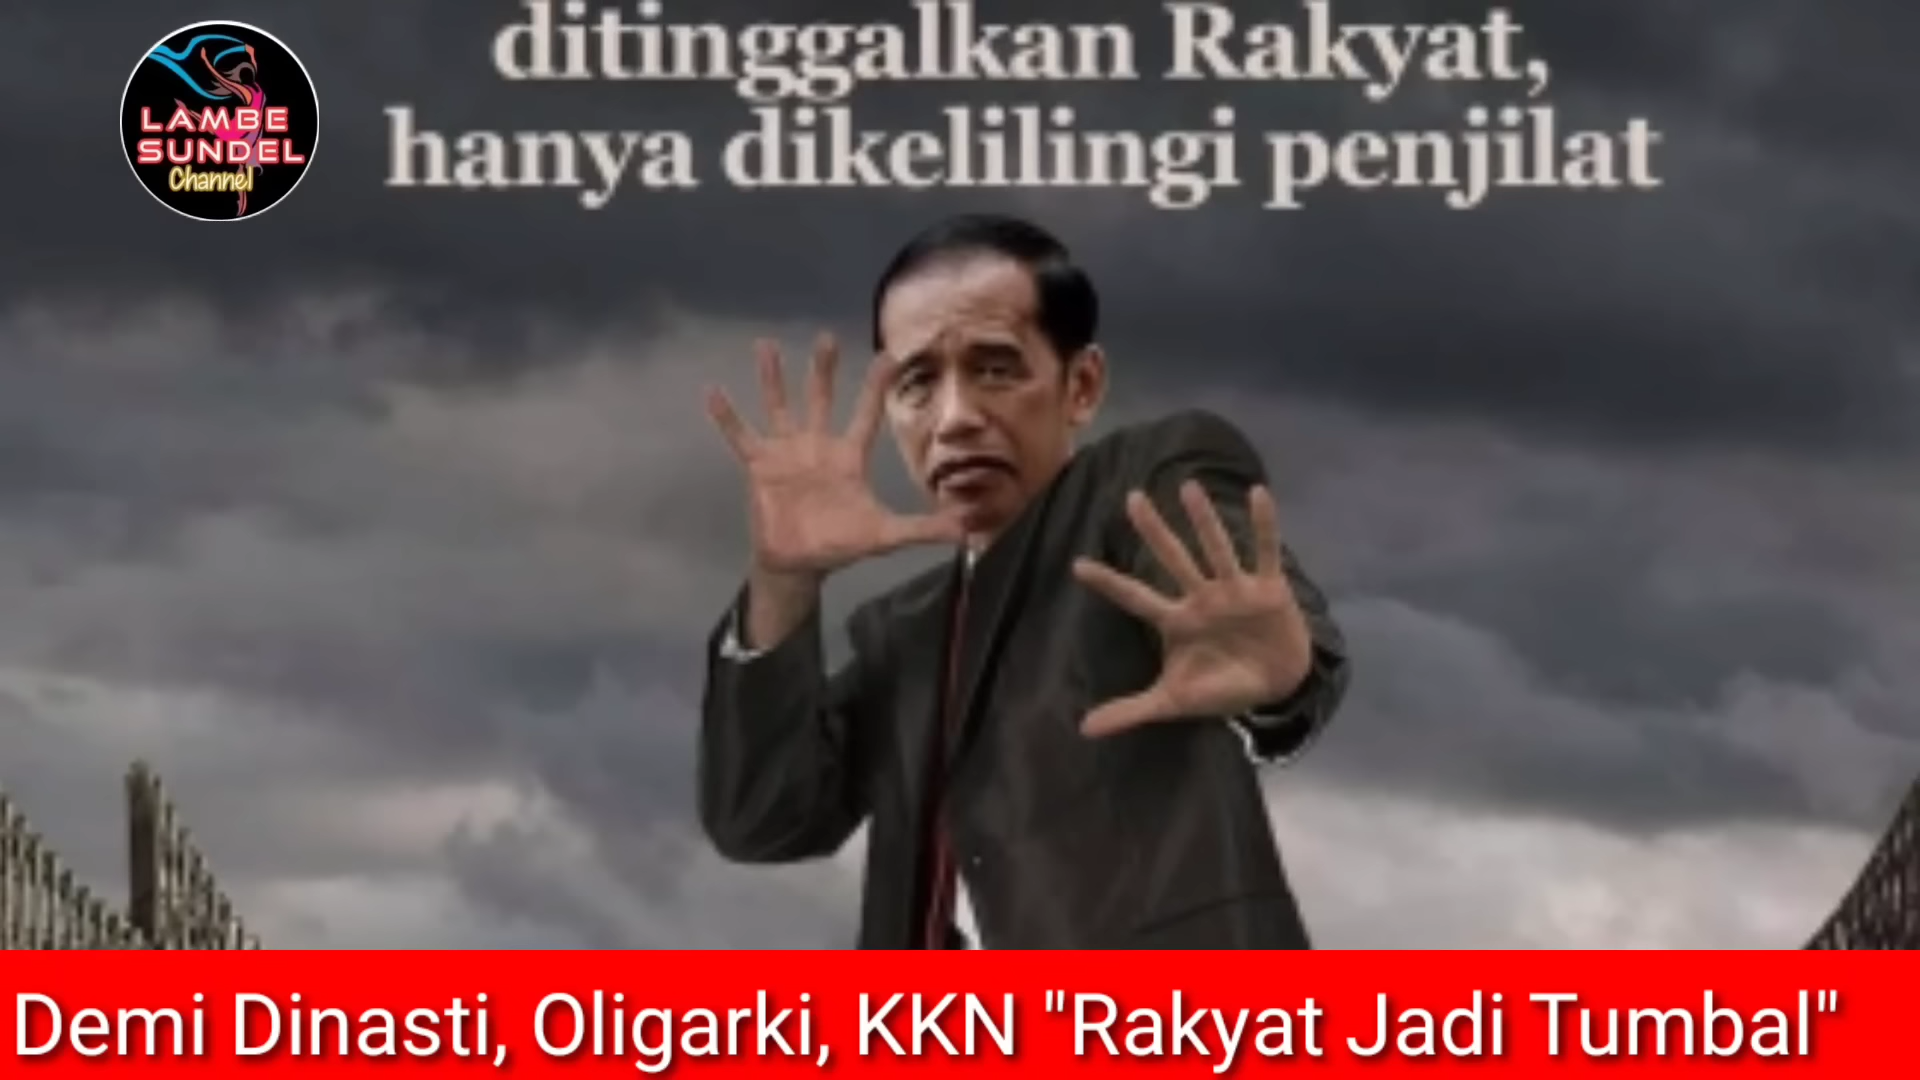 ditinggalkan Rakyat,
hanya dikelilingi penjilat
LAMBE
SUNDEL
Channel
Demi Dinasti, Oligarki, KKN "Rakyat Jadi Tumbal"